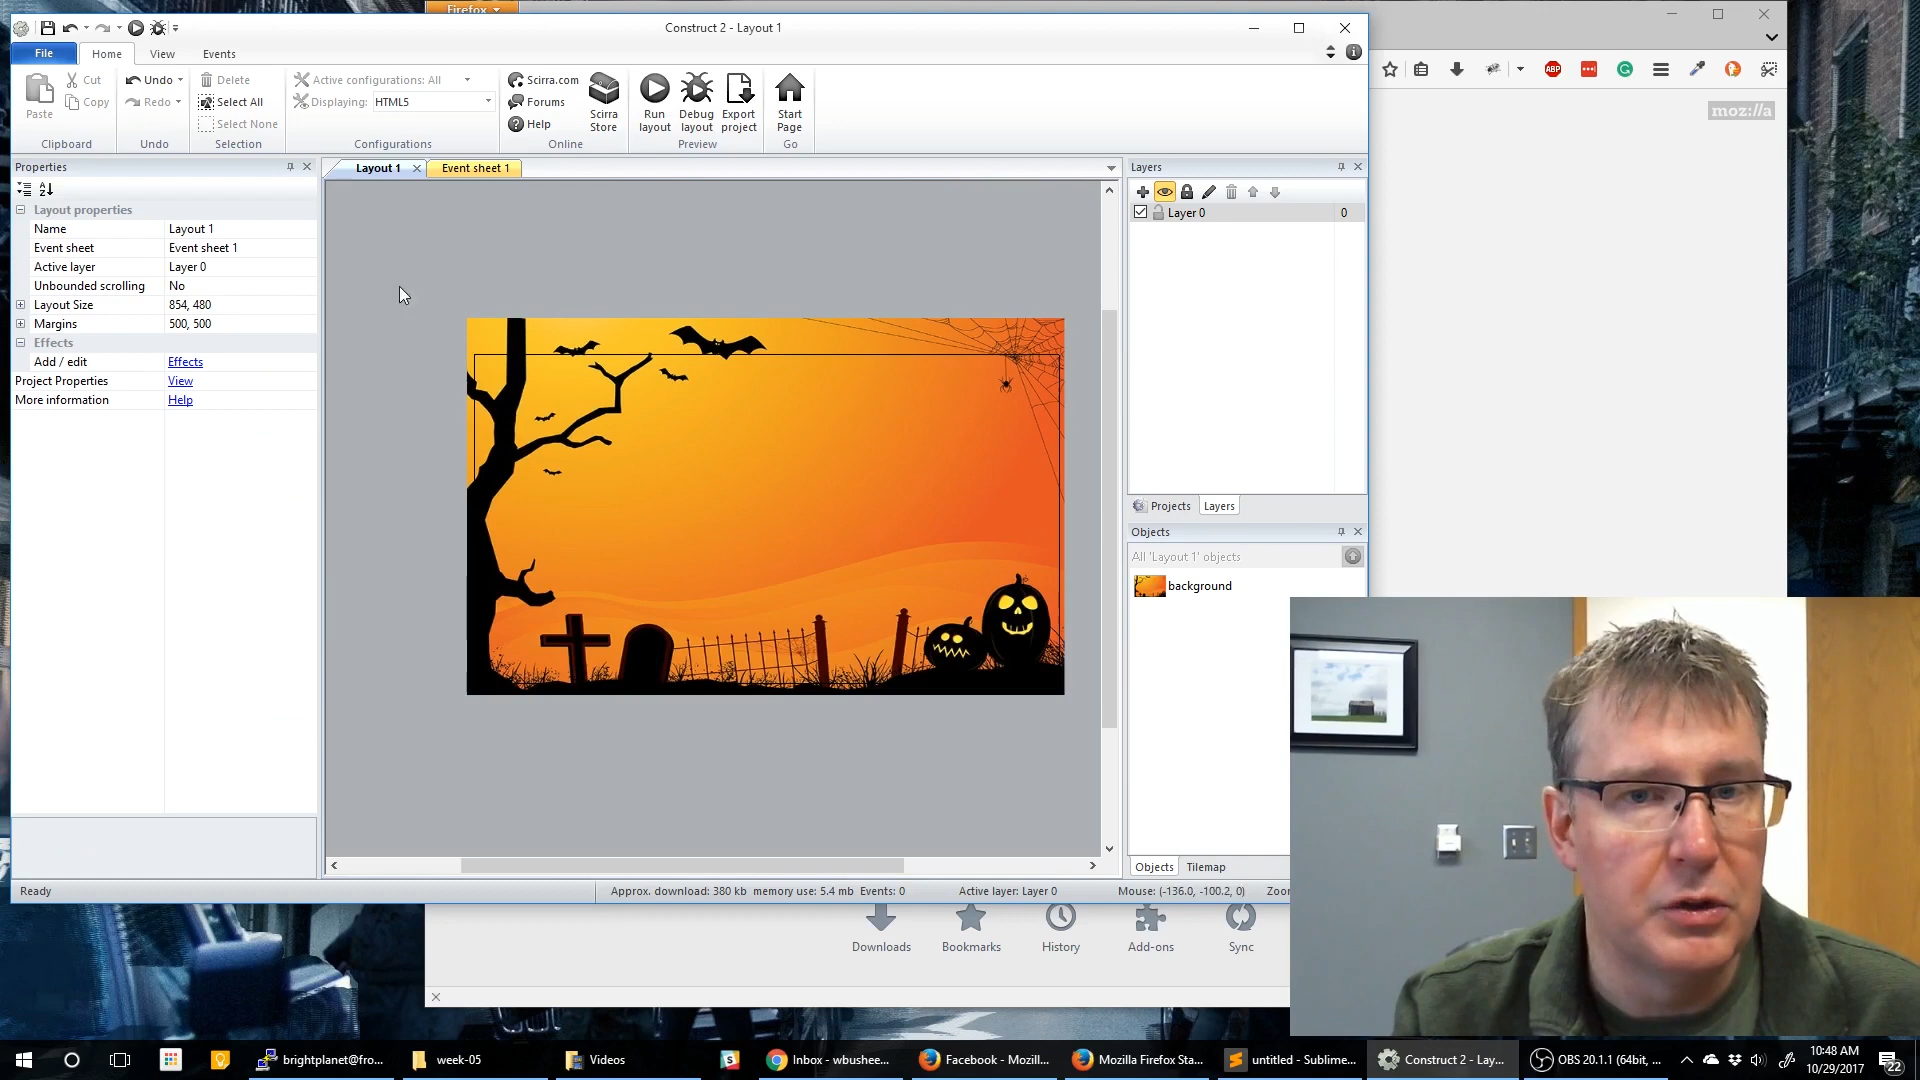 Firefox
Construct 2 - Layout 1
File
Home
View
Events
Paste
Cut
Copy
Clipboard
Undo
Redo
Undo
Delete
Select All
Select None
Selection
Active configurations: All
Displaying:
HTML5
Configurations
Scirra.com
Forums
Help
Scirra
Store
Online
Run
layout
Debug
layout
Export
project
Preview
Start
Page
Go
ABP
moz://a
Properties
Layout properties
Name
Layout 1
Event sheet
Event sheet 1
Active layer
Layer 0
Unbounded scrolling
No
Layout Size
854, 480
Margins
500, 500
Effects
Add / edit
Effects
Project Properties
View
More information
Help
Layout 1
Event sheet 1
Layers
Layer 0
0
Projects
Layers
Objects
All 'Layout 1' objects
background
Objects
Tilemap
Ready
Approx. download: 380 kb  memory use: 5.4 mb  Events: 0
Active layer: Layer 0
Mouse: (-136.0, -100.2, 0)
Downloads
Bookmarks
History
Add-ons
Sync
brightplanet@fro...
week-05
Videos
Inbox - wbushee...
Facebook - Mozill...
Mozilla Firefox Sta...
untitled - Sublime...
Construct 2 - Lay...
OBS 20.1.1 (64bit, ...
10:48 AM
10/29/2017
22